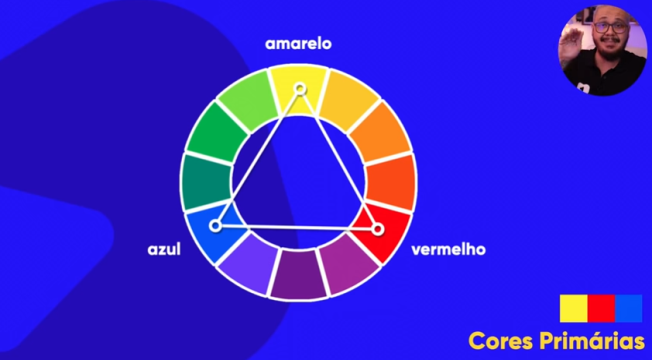 amarelo
azul
vermelho
Cores Primárias